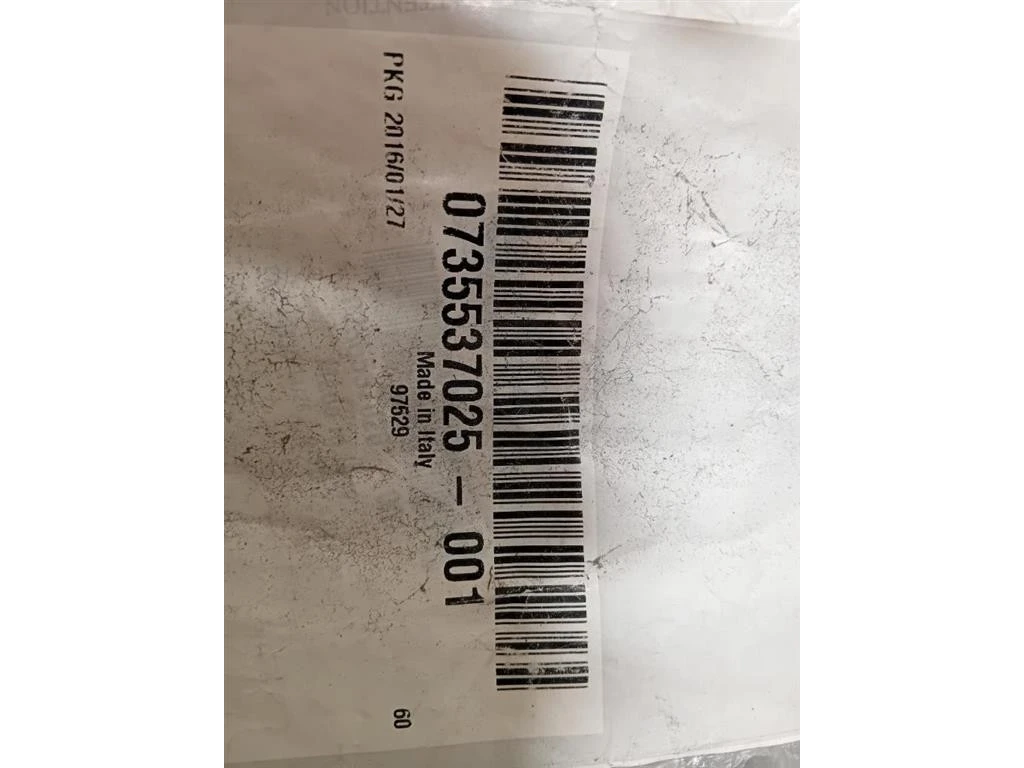 0735537025 - 001
Made in Italy
PKG 2016/01/27 97529 60